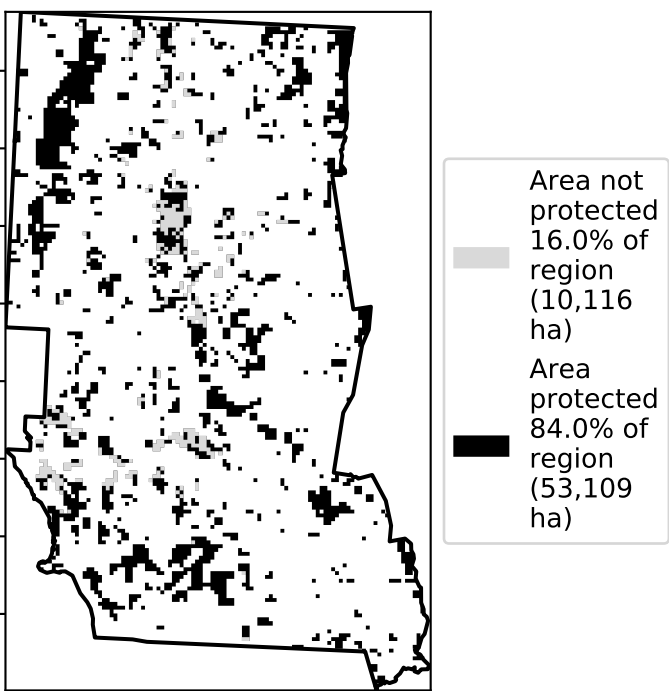 Area not
protected
16.0% of
region
(10,116
ha)
Area
protected
84.0% of
region
(53,109
ha)